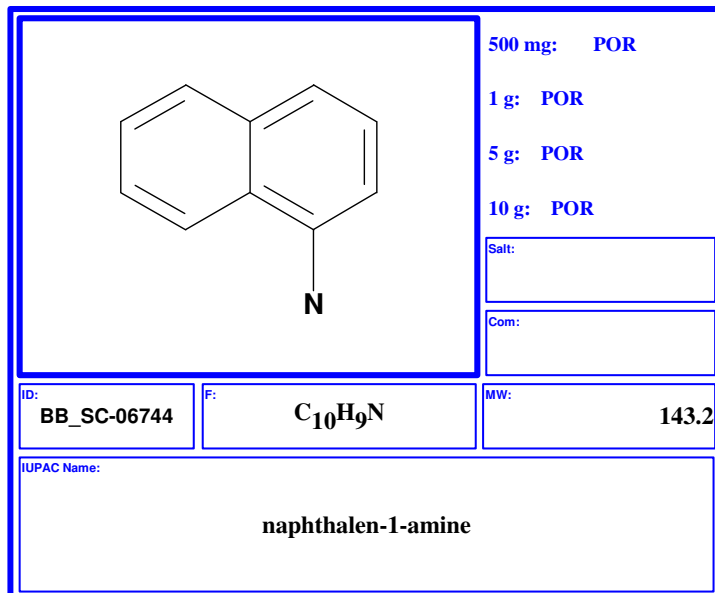 500 mg: POR
1 g: POR
5 g: POR
10 g: POR
N
Salt:
Com:
ID:
BB_SC-06744
F:
C10H9N
MW:
143.2
IUPAC Name:
naphthalen-1-amine